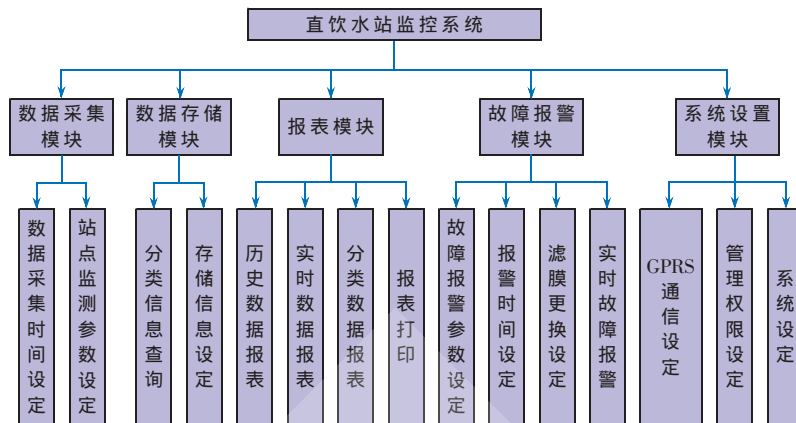 直饮水站监控系统
数据采集
模块
数据存储
模块
报表模块
故障报警
模块
系统设置
模块
数据采集时间设定
站点监测参数设定
分类信息查询
存储信息设定
历史数据报表
实时数据报表
分类数据报表
报表打印
故障报警参数设定
报警时间设定
滤膜更换设定
实时故障报警
GPRS
通信设定
管理权限设定
系统设定